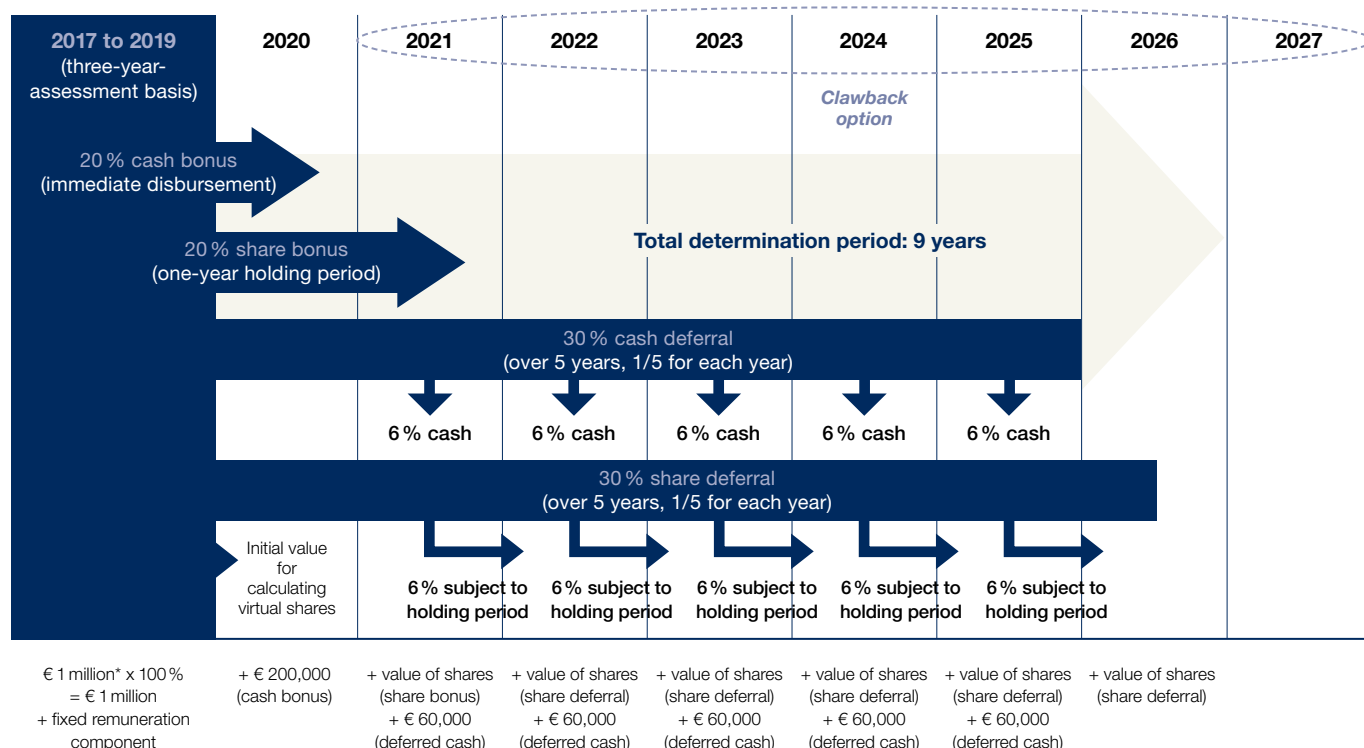 2017 to 2019
(three-year-
assessment basis)
2020
2021
2022
2023
2024
2025
2026
2027
Clawback
option
20 % cash bonus
(immediate disbursement)
20 % share bonus
(one-year holding period)
Total determination period: 9 years
30 % cash deferral
(over 5 years, 1/5 for each year)
6 % cash
6 % cash
6 % cash
6 % cash
6 % cash
30 % share deferral
(over 5 years, 1/5 for each year)
Initial value
for
calculating
virtual shares
6 % subject to
holding period
6 % subject to
holding period
6 % subject to
holding period
6 % subject to
holding period
6 % subject to
holding period
€ 1 million* x 100 %
= € 1 million
+ fixed remuneration
component
+ € 200,000
(cash bonus)
+ value of shares
(share bonus)
+ € 60,000
(deferred cash)
+ value of shares
(share deferral)
+ € 60,000
(deferred cash)
+ value of shares
(share deferral)
+ € 60,000
(deferred cash)
+ value of shares
(share deferral)
+ € 60,000
(deferred cash)
+ value of shares
(share deferral)
+ € 60,000
(deferred cash)
+ value of shares
(share deferral)